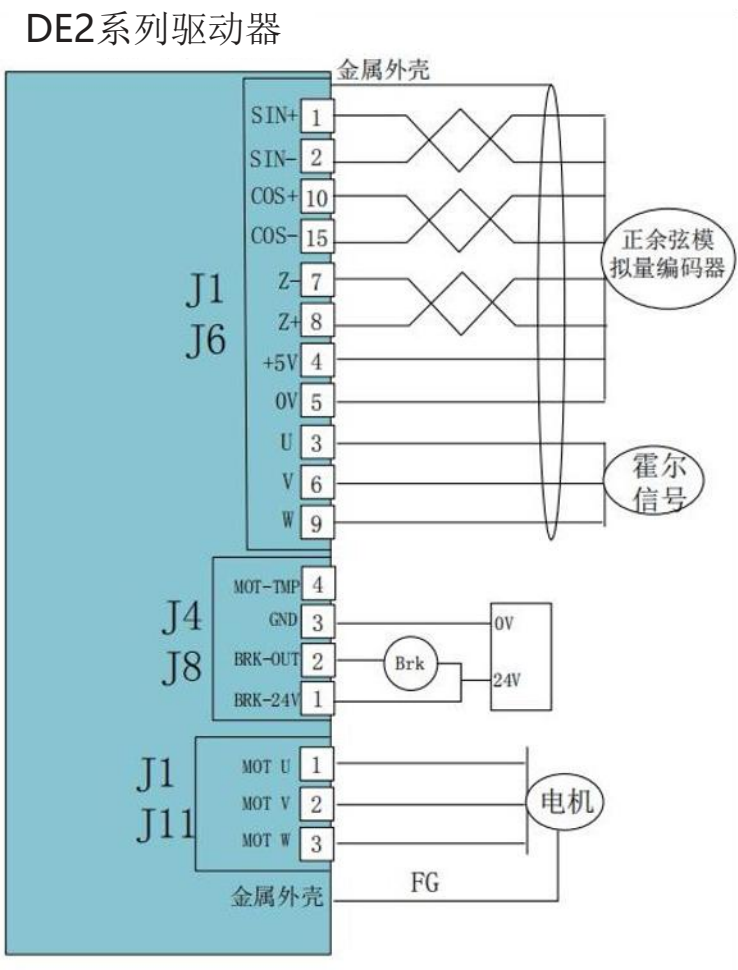 DE2系列驱动器
金属外壳
SIN+ 1
SIN- 2
COS+ 10
COS- 15
Z- 7
Z+ 8
+5V 4
0V 5
U 3
V 6
W 9
J1
J6
正余弦模
拟量编码器
霍尔
信号
MOT-TMP 4
GND 3
BRK-OUT 2
BRK-24V 1
J4
J8
Brk
0V
24V
MOT U 1
MOT V 2
MOT W 3
J1
J11
电机
金属外壳
FG